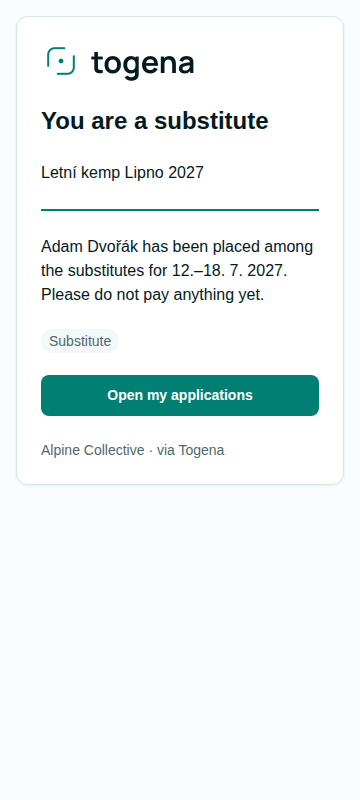 togena
You are a substitute
Letní kemp Lipno 2027
Adam Dvořák has been placed among
the substitutes for 12.–18. 7. 2027.
Please do not pay anything yet.
Substitute
Open my applications
Alpine Collective · via Togena